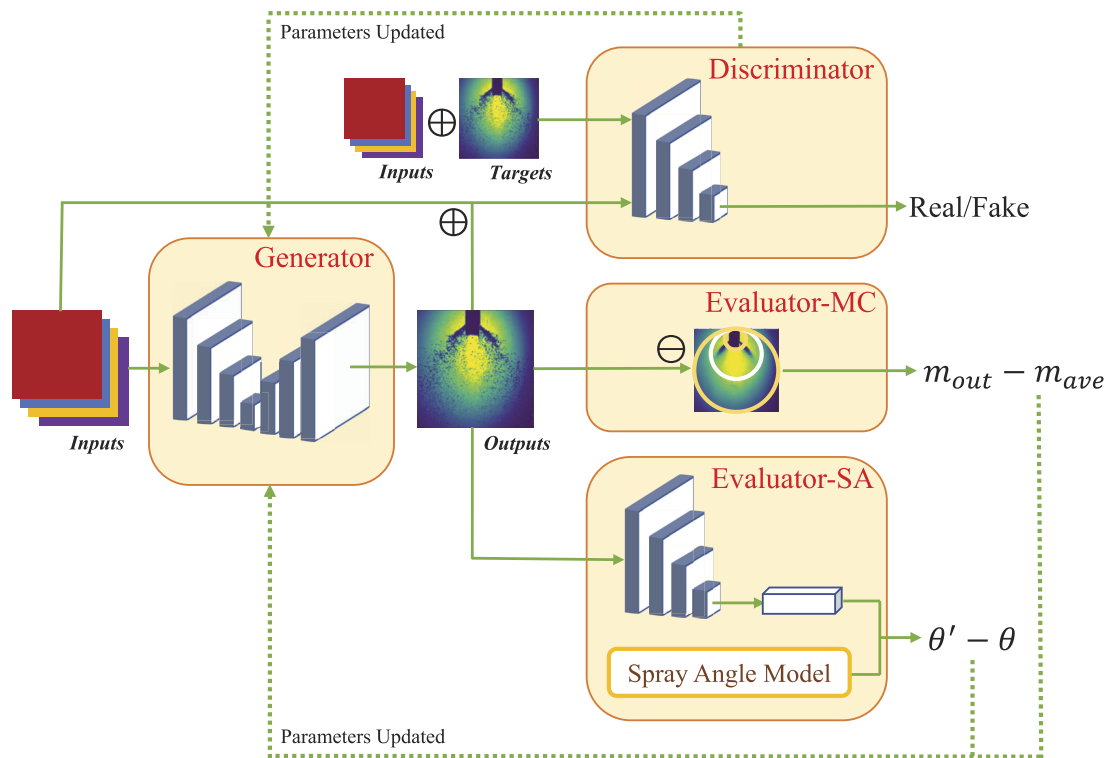 Parameters Updated
Discriminator
Inputs
Targets
Real/Fake
Generator
Evaluator-MC
m_out − m_ave
Inputs
Outputs
Evaluator-SA
θ′ − θ
Spray Angle Model
Parameters Updated